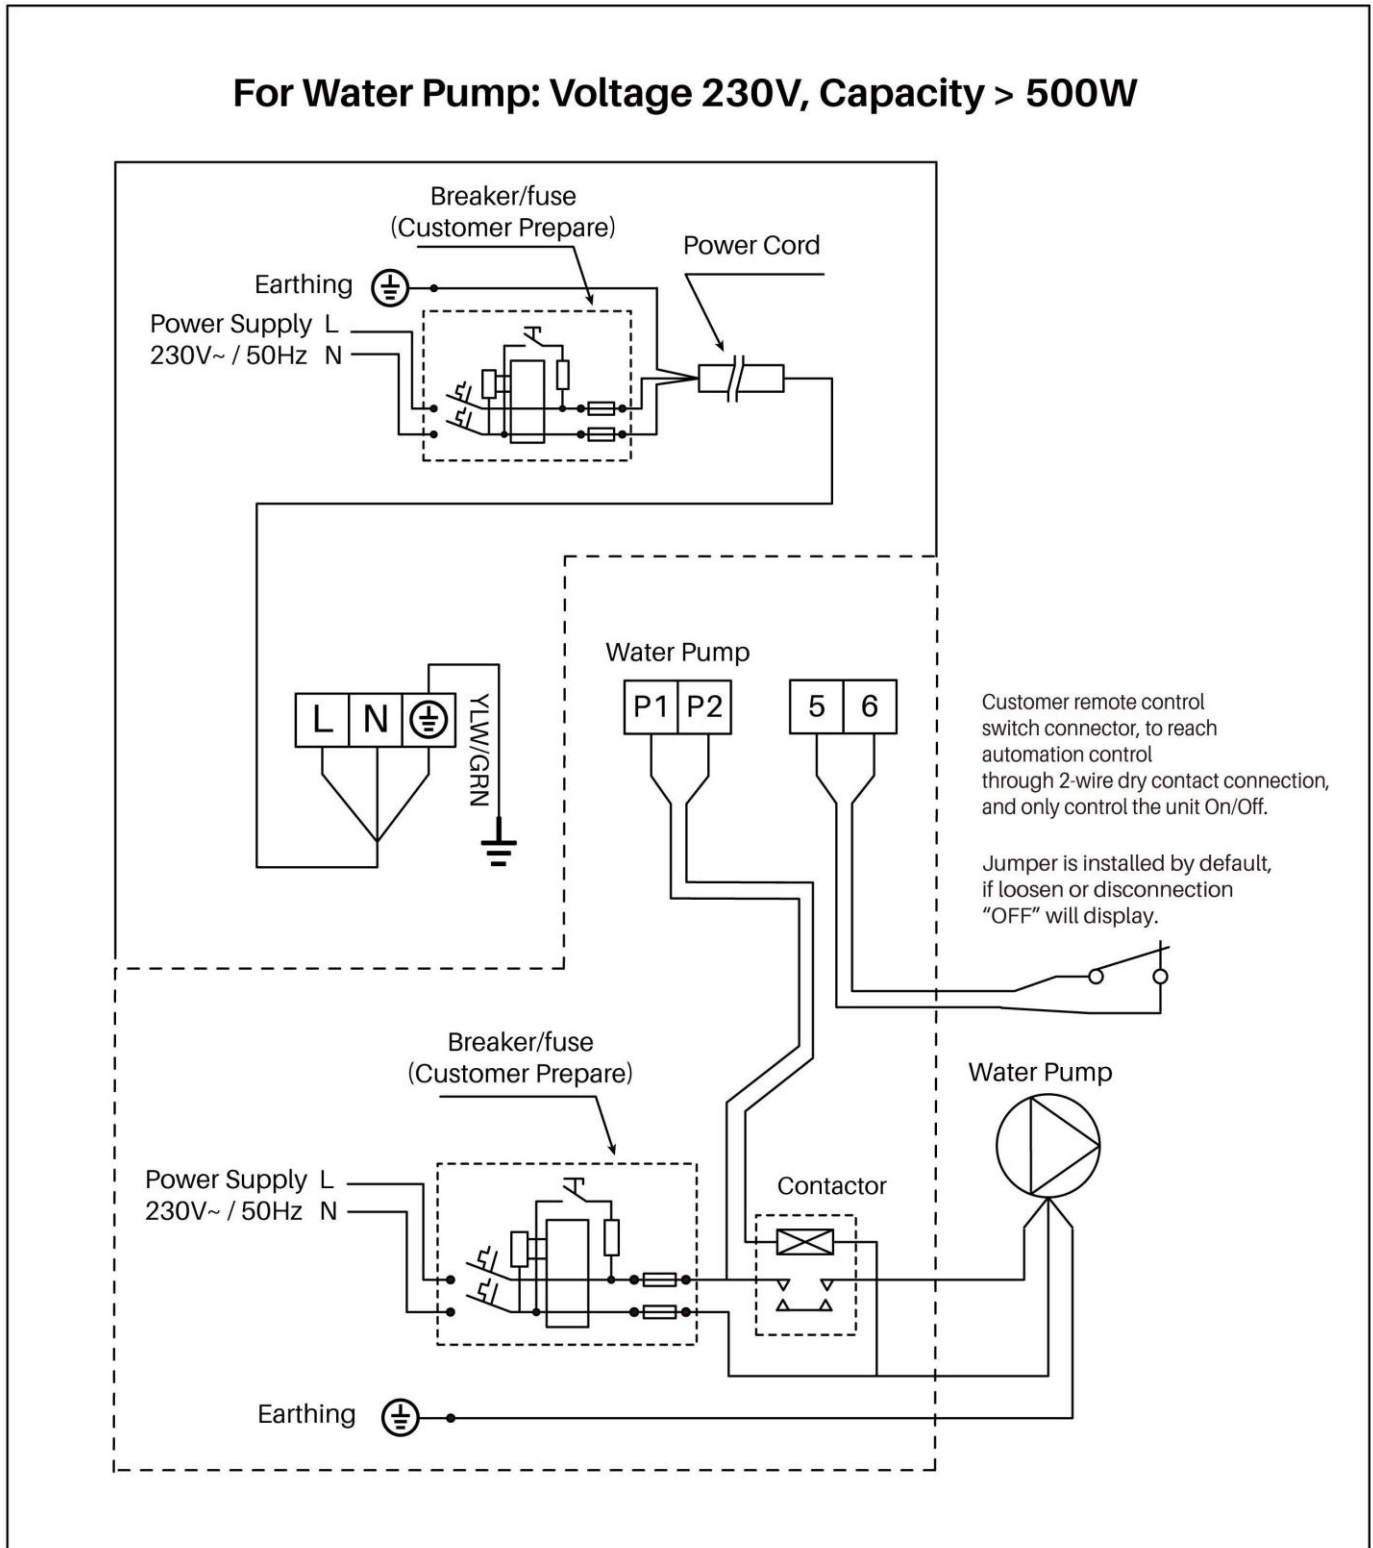 For Water Pump: Voltage 230V, Capacity > 500W
Breaker/fuse
(Customer Prepare)
Power Cord
Earthing
Power Supply L
230V~ / 50Hz N
Water Pump
L N
YLW/GRN
P1 P2
5 6
Customer remote control
switch connector, to reach
automation control
through 2-wire dry contact connection,
and only control the unit On/Off.
Jumper is installed by default,
if loosen or disconnection
“OFF” will display.
Breaker/fuse
(Customer Prepare)
Water Pump
Power Supply L
230V~ / 50Hz N
Contactor
Earthing